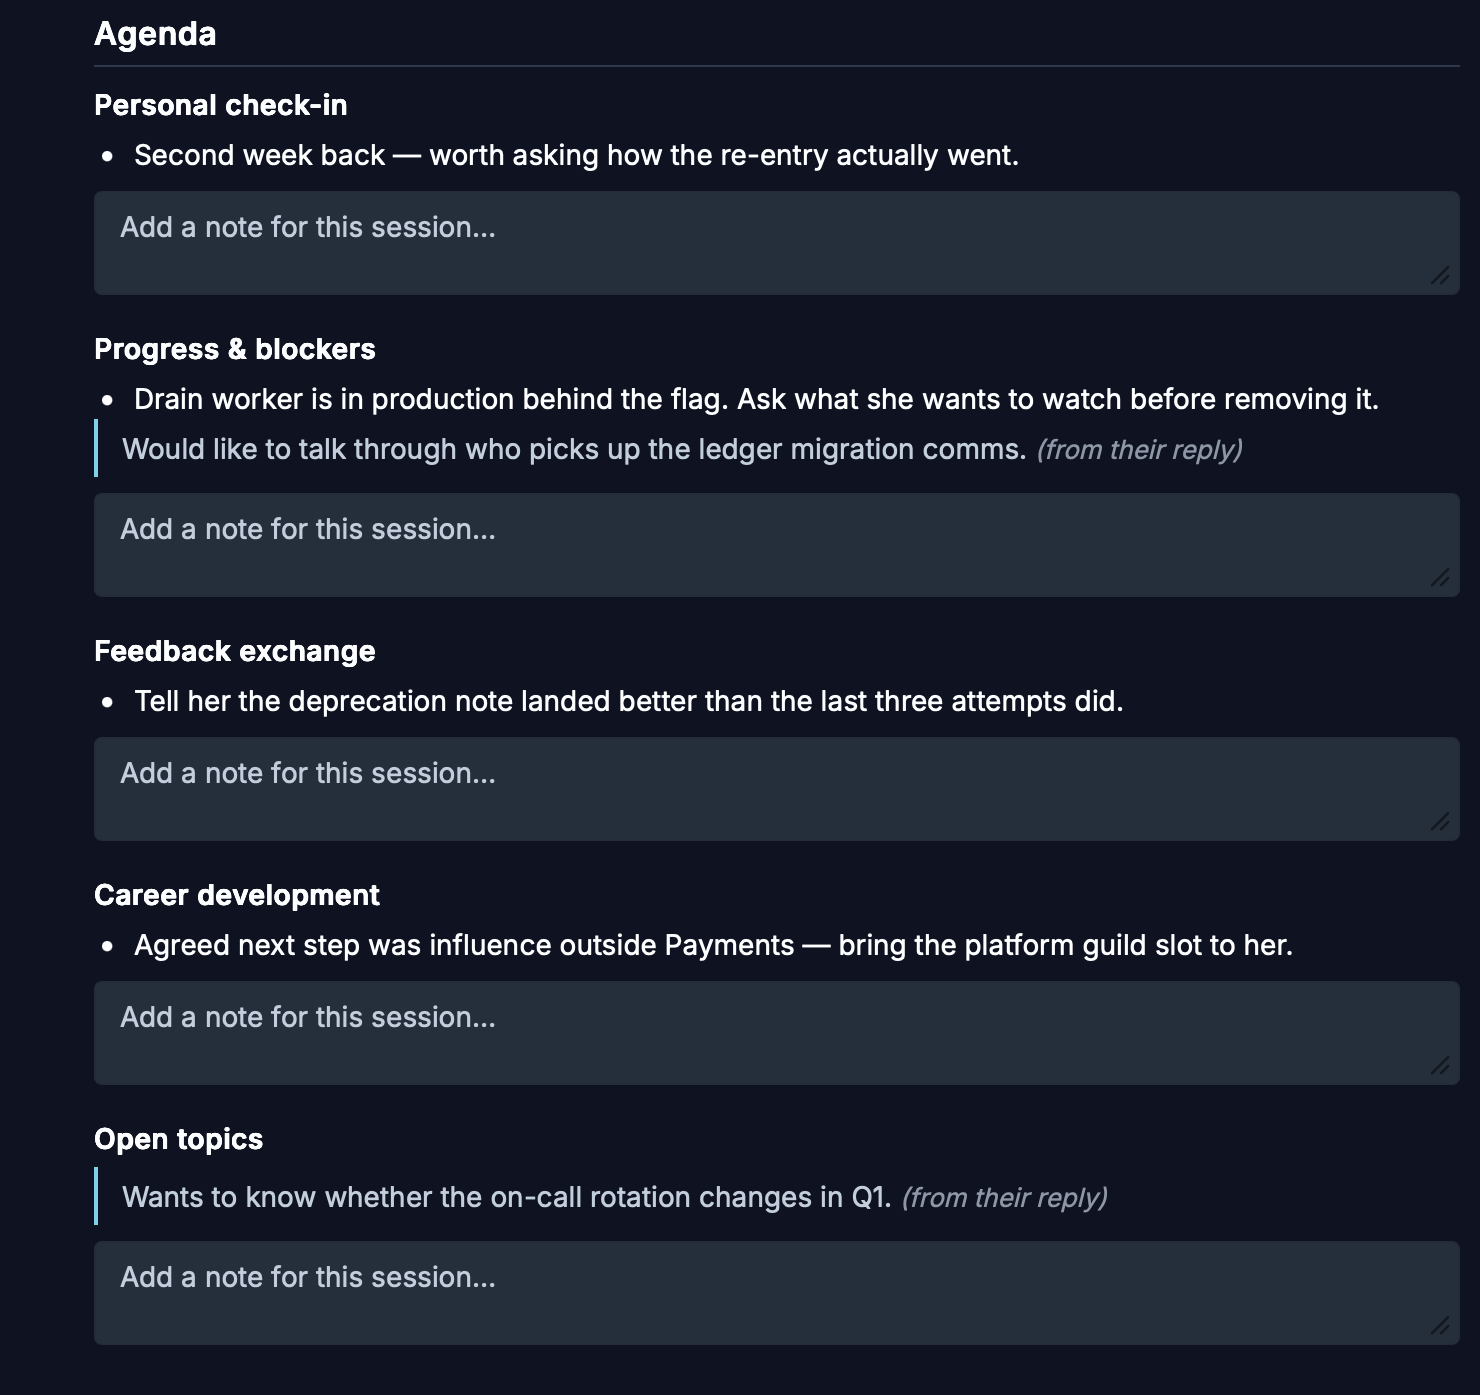 Agenda
Personal check-in
• Second week back — worth asking how the re-entry actually went.
Add a note for this session...
Progress & blockers
• Drain worker is in production behind the flag. Ask what she wants to watch before removing it.
Would like to talk through who picks up the ledger migration comms. (from their reply)
Add a note for this session...
Feedback exchange
• Tell her the deprecation note landed better than the last three attempts did.
Add a note for this session...
Career development
• Agreed next step was influence outside Payments — bring the platform guild slot to her.
Add a note for this session...
Open topics
Wants to know whether the on-call rotation changes in Q1. (from their reply)
Add a note for this session...